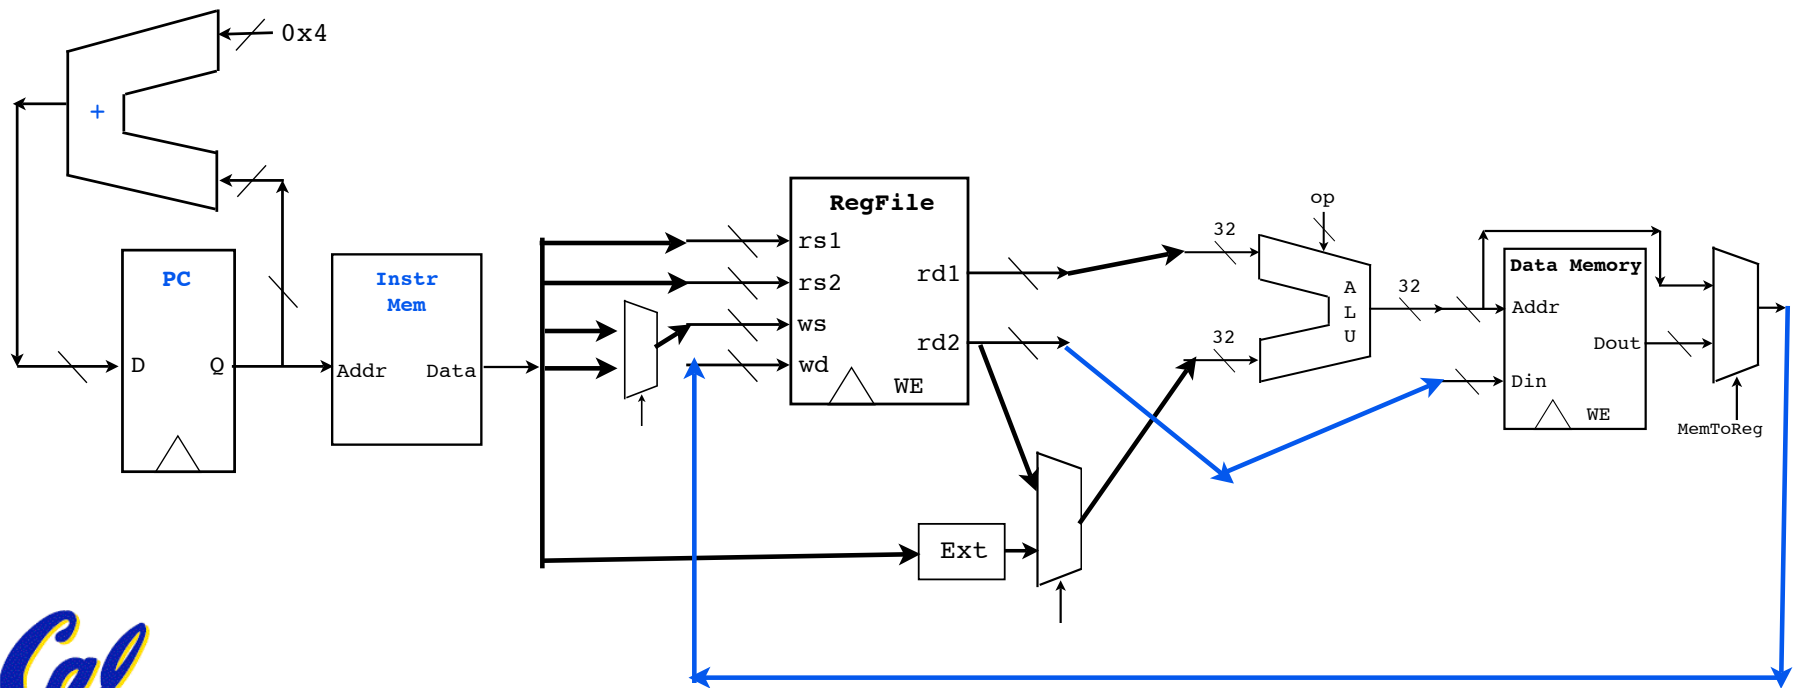 0x4
+
PC
D
Q
Instr
Mem
Addr
Data
RegFile
rs1
rs2
ws
wd
rd1
rd2
WE
Ext
op
32
32
A
L
U
32
Data Memory
Addr
Dout
Din
WE
MemToReg
Cal